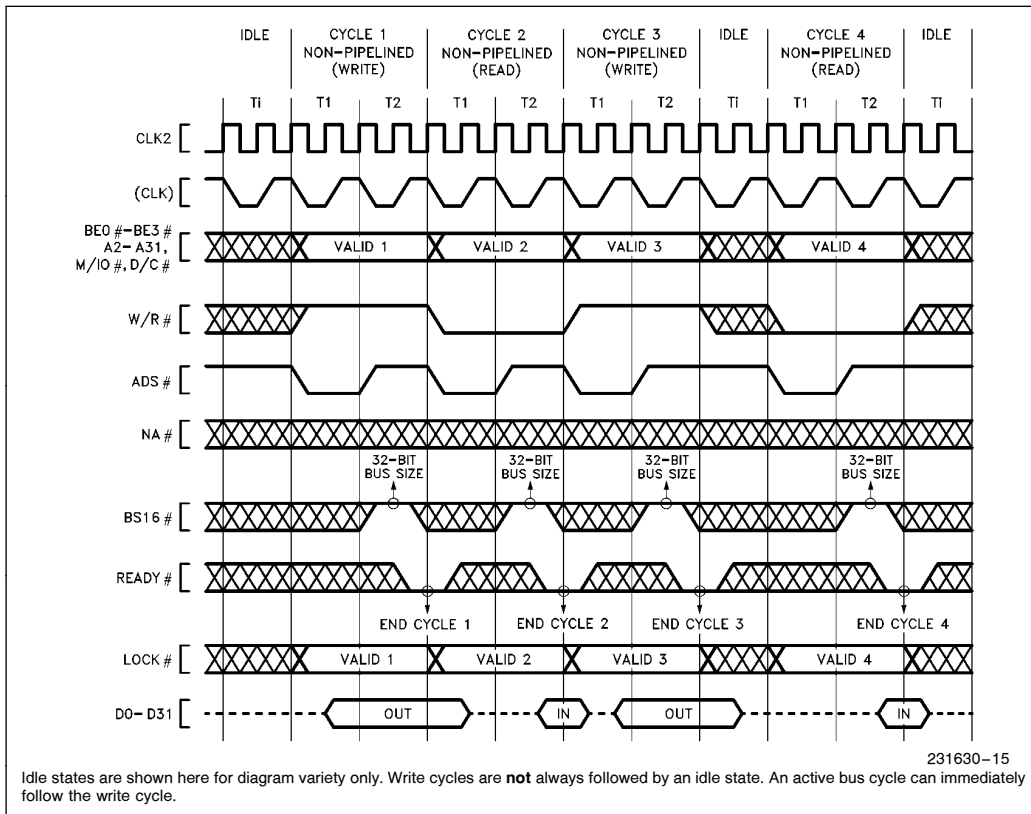 IDLE
CYCLE 1
NON-PIPELINED
(WRITE)
CYCLE 2
NON-PIPELINED
(READ)
CYCLE 3
NON-PIPELINED
(WRITE)
IDLE
CYCLE 4
NON-PIPELINED
(READ)
IDLE
Ti T1 T2 T1 T2 T1 T2 Ti T1 T2 Ti
CLK2
(CLK)
BE0 #-BE3 #
A2-A31,
M/IO #,D/C #
VALID 1 VALID 2 VALID 3 VALID 4
W/R #
ADS #
NA #
32-BIT
BUS SIZE
32-BIT
BUS SIZE
32-BIT
BUS SIZE
32-BIT
BUS SIZE
BS16 #
READY #
END CYCLE 1 END CYCLE 2 END CYCLE 3 END CYCLE 4
LOCK #
VALID 1 VALID 2 VALID 3 VALID 4
D0-D31
OUT IN OUT IN
231630-15
Idle states are shown here for diagram variety only. Write cycles are not always followed by an idle state. An active bus cycle can immediately
follow the write cycle.